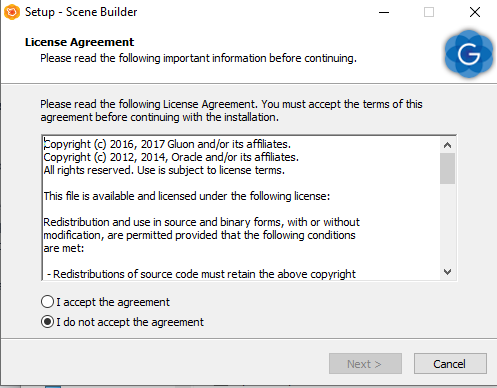 Setup - Scene Builder
License Agreement
Please read the following important information before continuing.
G
Please read the following License Agreement. You must accept the terms of this
agreement before continuing with the installation.
Copyright (c) 2016, 2017 Gluon and/or its affiliates.
Copyright (c) 2012, 2014, Oracle and/or its affiliates.
All rights reserved. Use is subject to license terms.
This file is available and licensed under the following license:
Redistribution and use in source and binary forms, with or without
modification, are permitted provided that the following conditions
are met:
- Redistributions of source code must retain the above copyright
I accept the agreement
I do not accept the agreement
Next >
Cancel